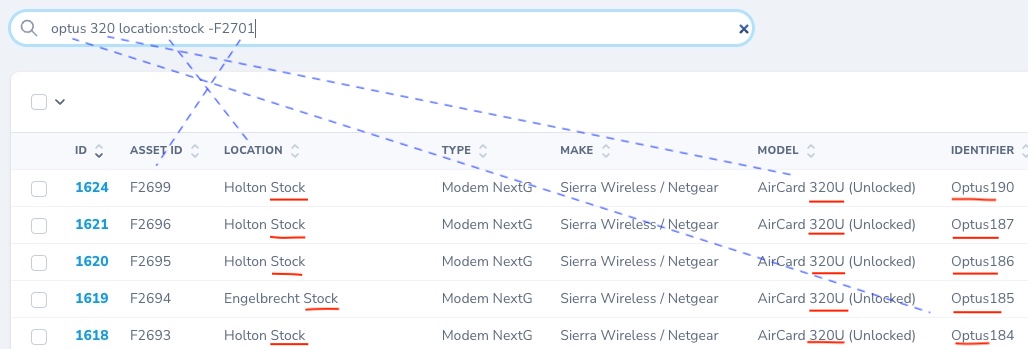 optus 320 location:stock -F2701
ID ASSET ID LOCATION TYPE MAKE MODEL IDENTIFIER
1624 F2699 Holton Stock Modem NextG Sierra Wireless / Netgear AirCard 320U (Unlocked) Optus190
1621 F2696 Holton Stock Modem NextG Sierra Wireless / Netgear AirCard 320U (Unlocked) Optus187
1620 F2695 Holton Stock Modem NextG Sierra Wireless / Netgear AirCard 320U (Unlocked) Optus186
1619 F2694 Engelbrecht Stock Modem NextG Sierra Wireless / Netgear AirCard 320U (Unlocked) Optus185
1618 F2693 Holton Stock Modem NextG Sierra Wireless / Netgear AirCard 320U (Unlocked) Optus184